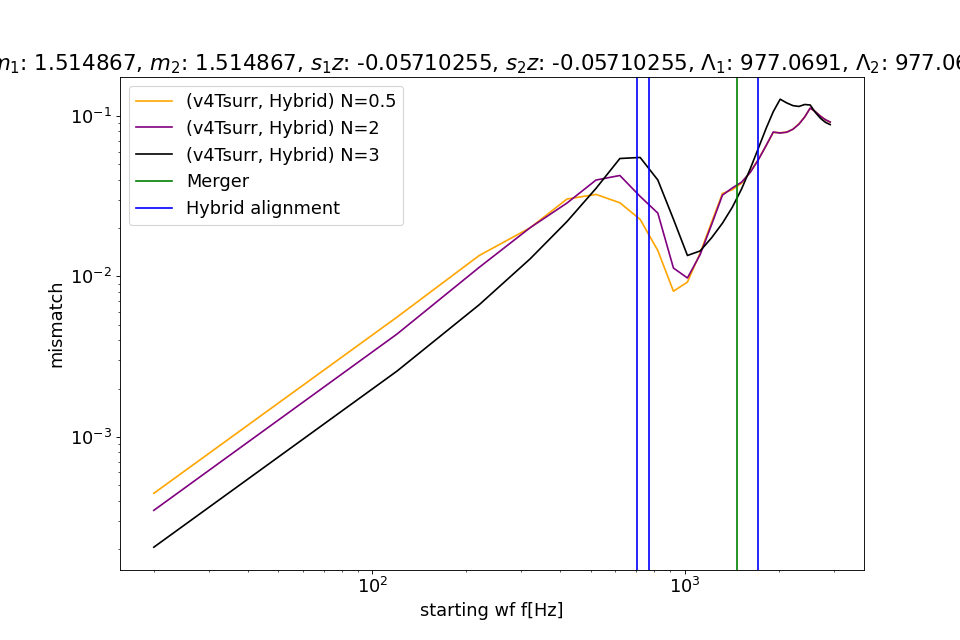 m₁: 1.514867, m₂: 1.514867, s₁z: -0.05710255, s₂z: -0.05710255, Λ₁: 977.0691, Λ₂: 977.06
(v4Tsurr, Hybrid) N=0.5
(v4Tsurr, Hybrid) N=2
(v4Tsurr, Hybrid) N=3
Merger
Hybrid alignment
10⁻¹
10⁻²
10⁻³
mismatch
10²
10³
starting wf f[Hz]